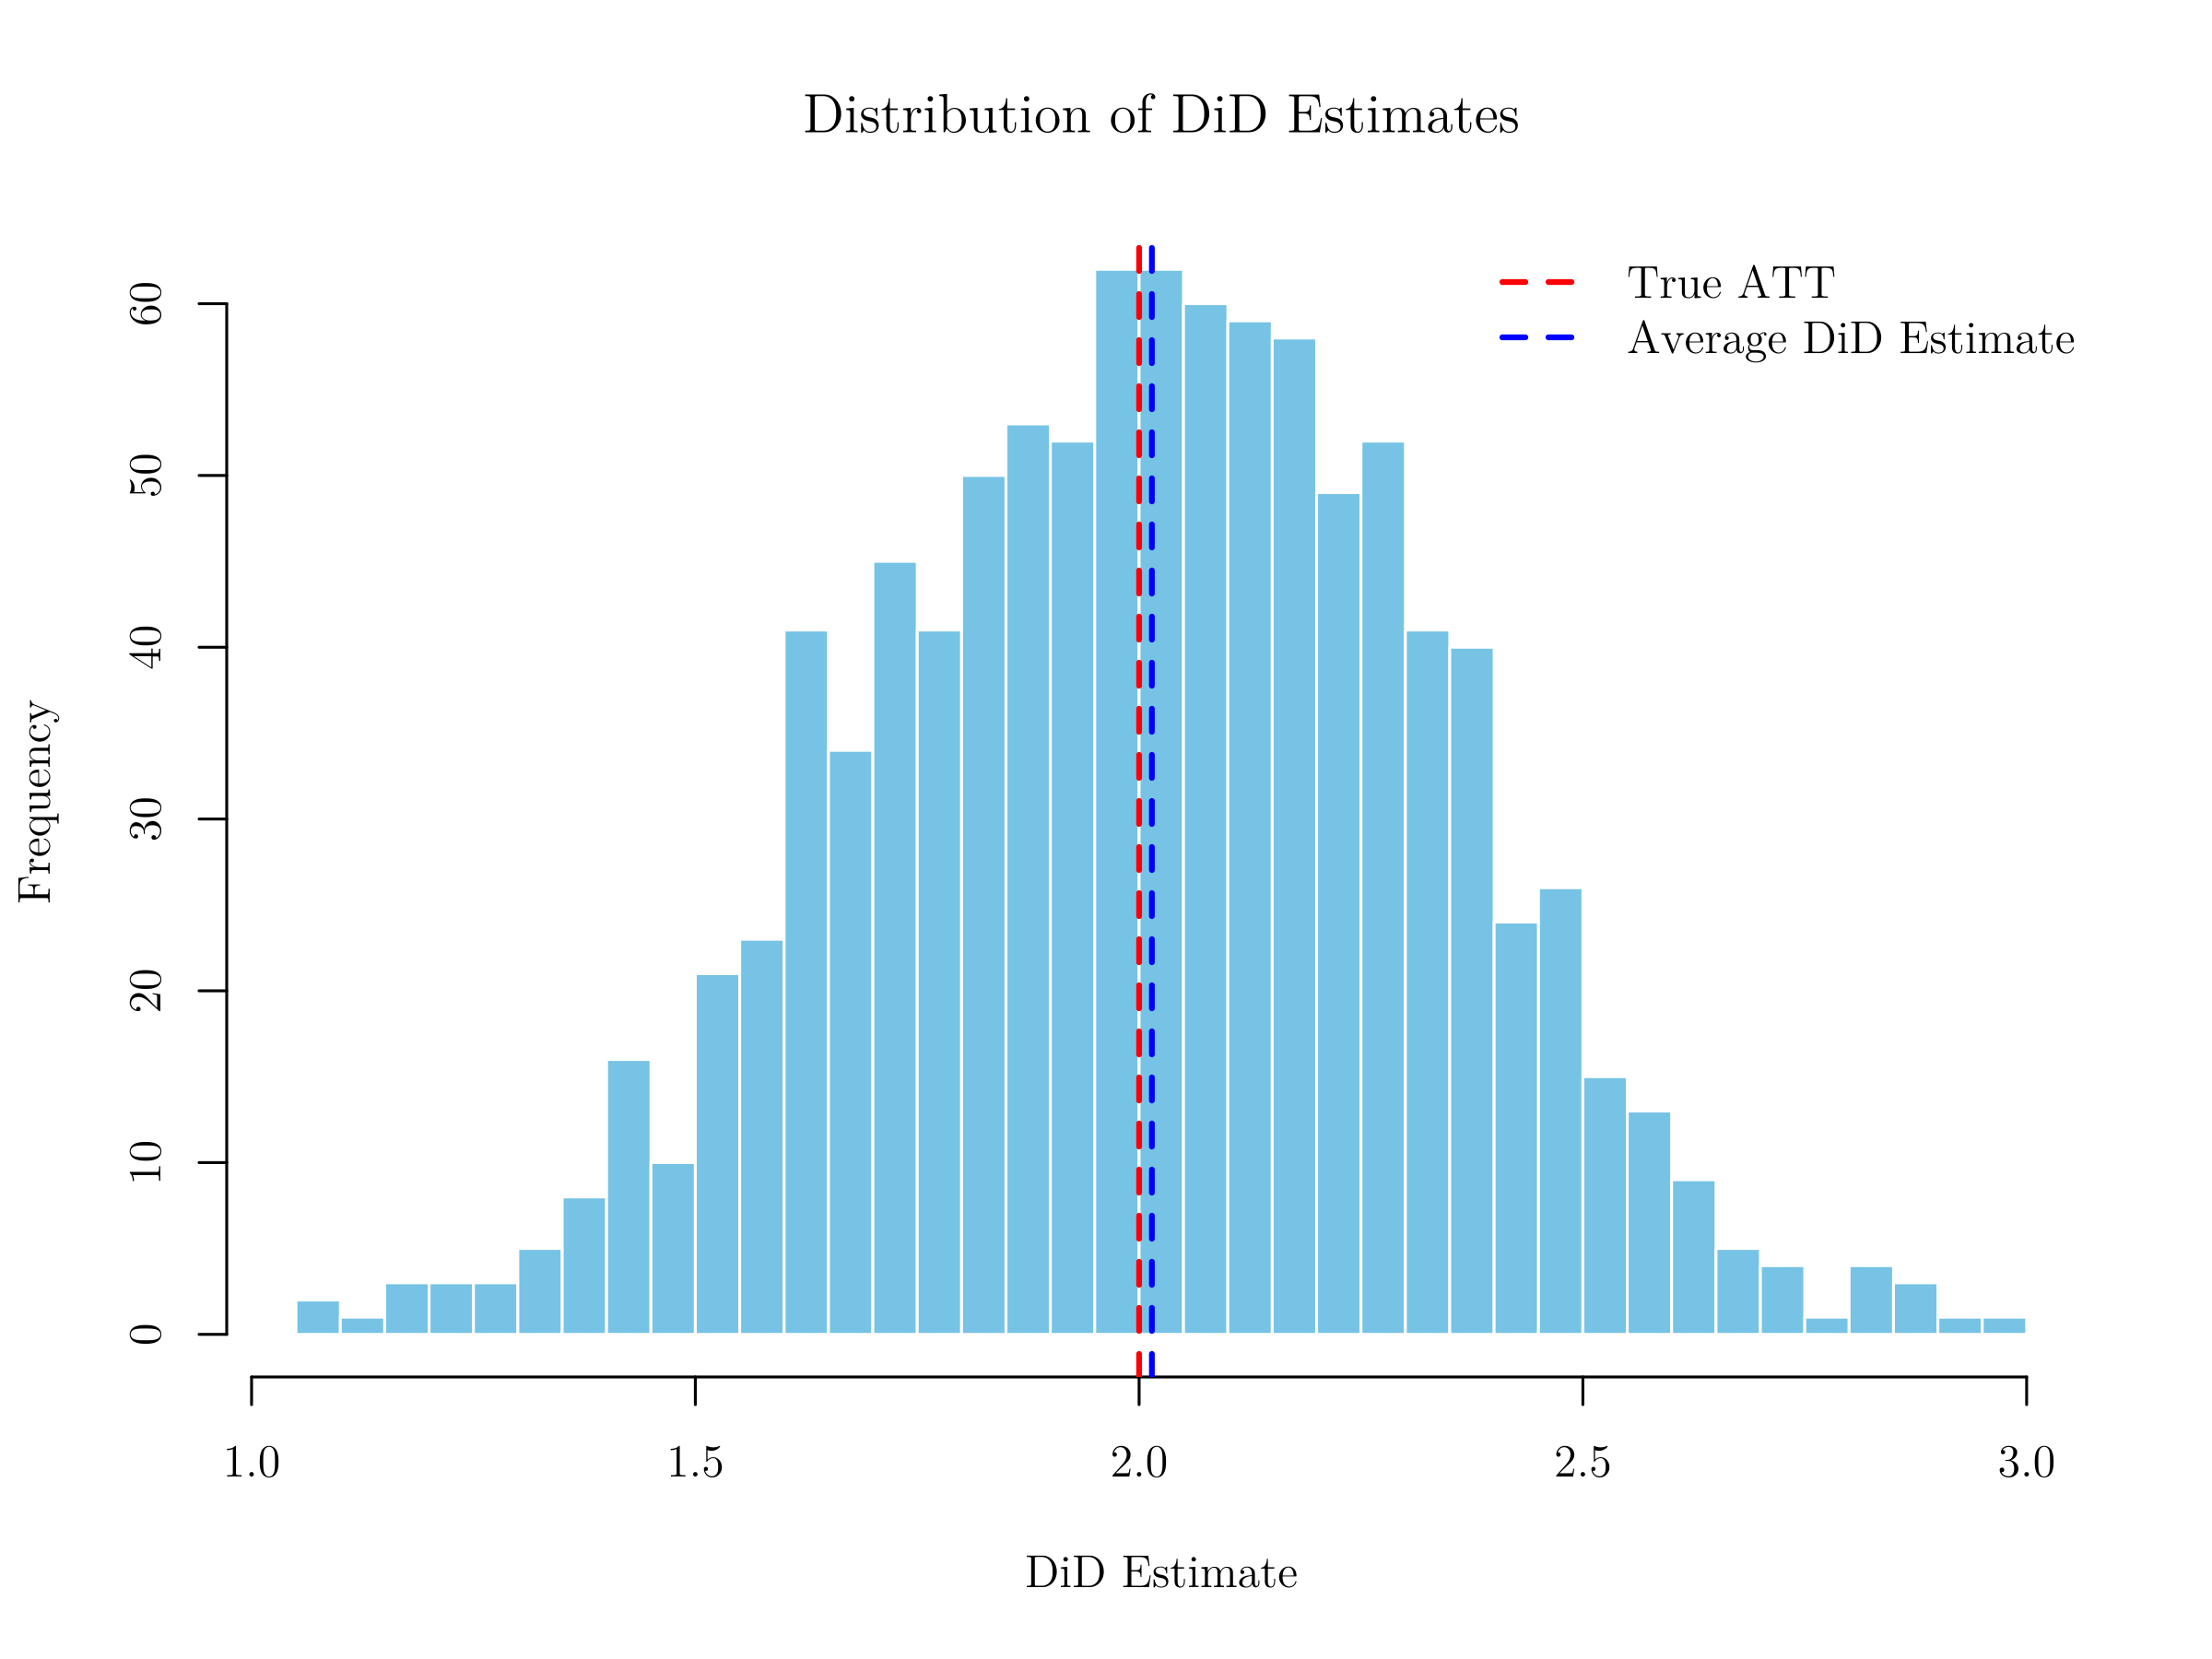 Distribution of DiD Estimates
True ATT
Average DiD Estimate
Frequency
60
50
40
30
20
10
0
1.0 1.5 2.0 2.5 3.0
DiD Estimate